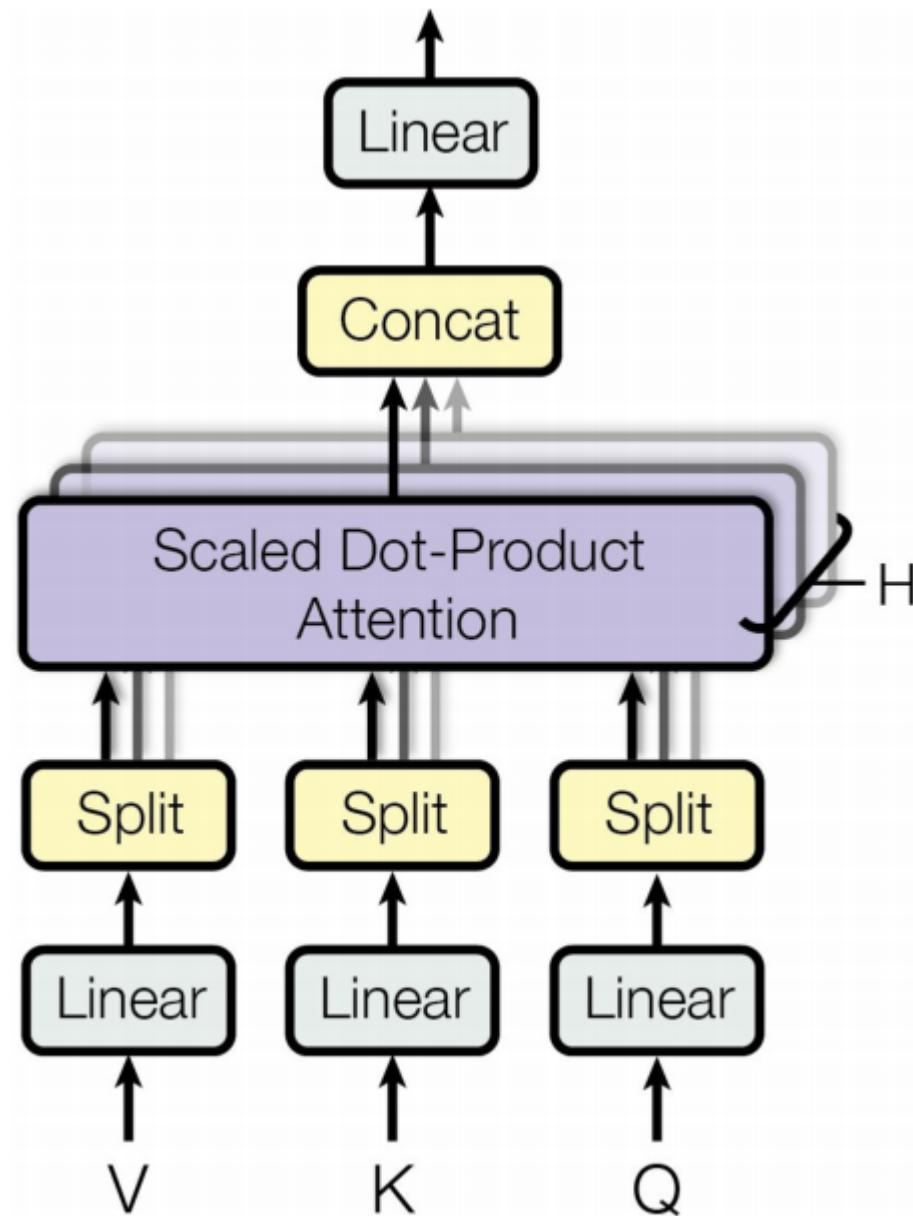 Linear
Concat
Scaled Dot-Product
Attention
H
Split Split Split
Linear Linear Linear
V K Q